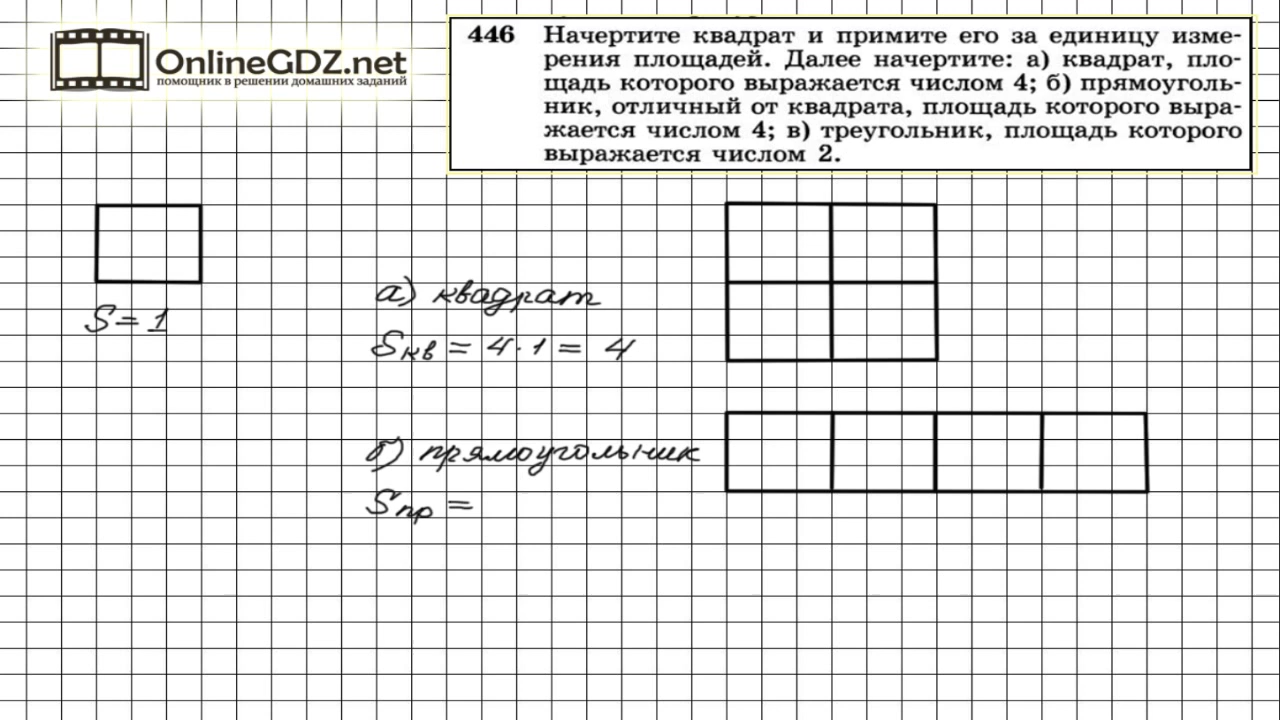 OnlineGDZ.net
помощник в решении домашних заданий
446 Начертите квадрат и примите его за единицу изме-
рения площадей. Далее начертите: а) квадрат, пло-
щадь которого выражается числом 4; б) прямоуголь-
ник, отличный от квадрата, площадь которого выра-
жается числом 4; в) треугольник, площадь которого
выражается числом 2.
S = 1
а) квадрат
Sкв = 4 · 1 = 4
б) прямоугольник
Sпр =